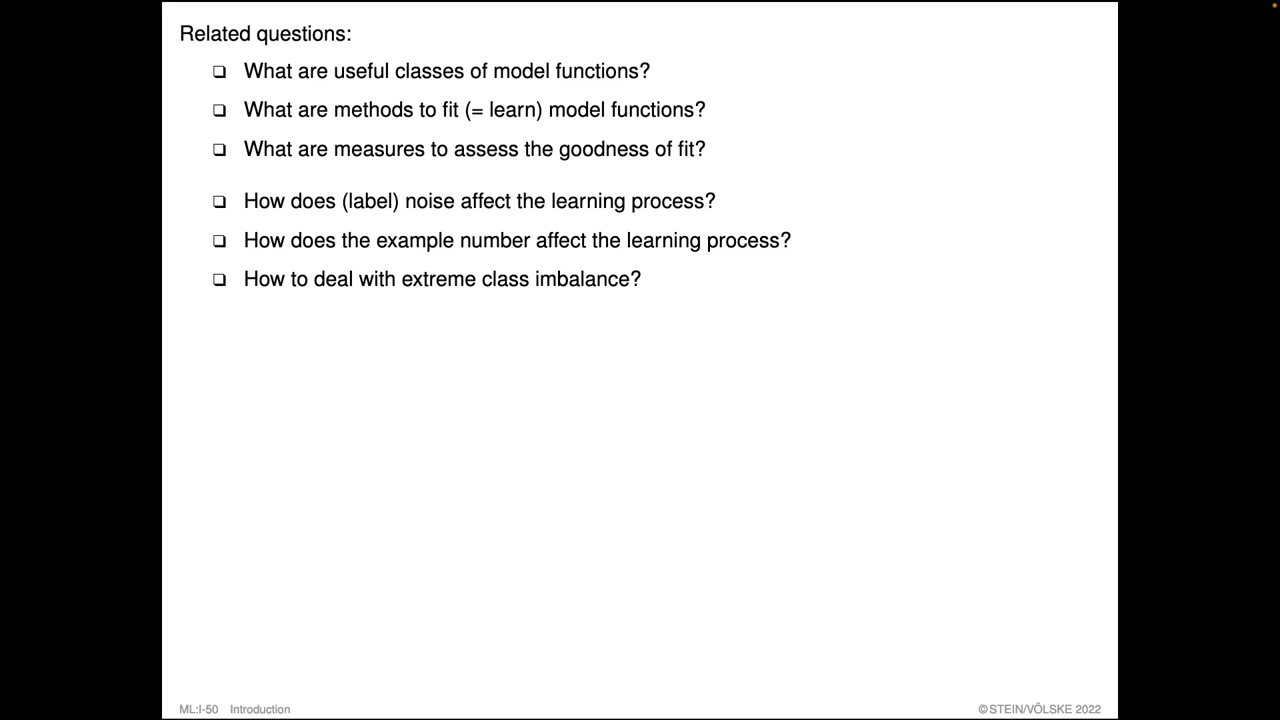 Related questions:
❑ What are useful classes of model functions?
❑ What are methods to fit (= learn) model functions?
❑ What are measures to assess the goodness of fit?
❑ How does (label) noise affect the learning process?
❑ How does the example number affect the learning process?
❑ How to deal with extreme class imbalance?
ML:I-50 Introduction ©STEIN/VÖLSKE 2022